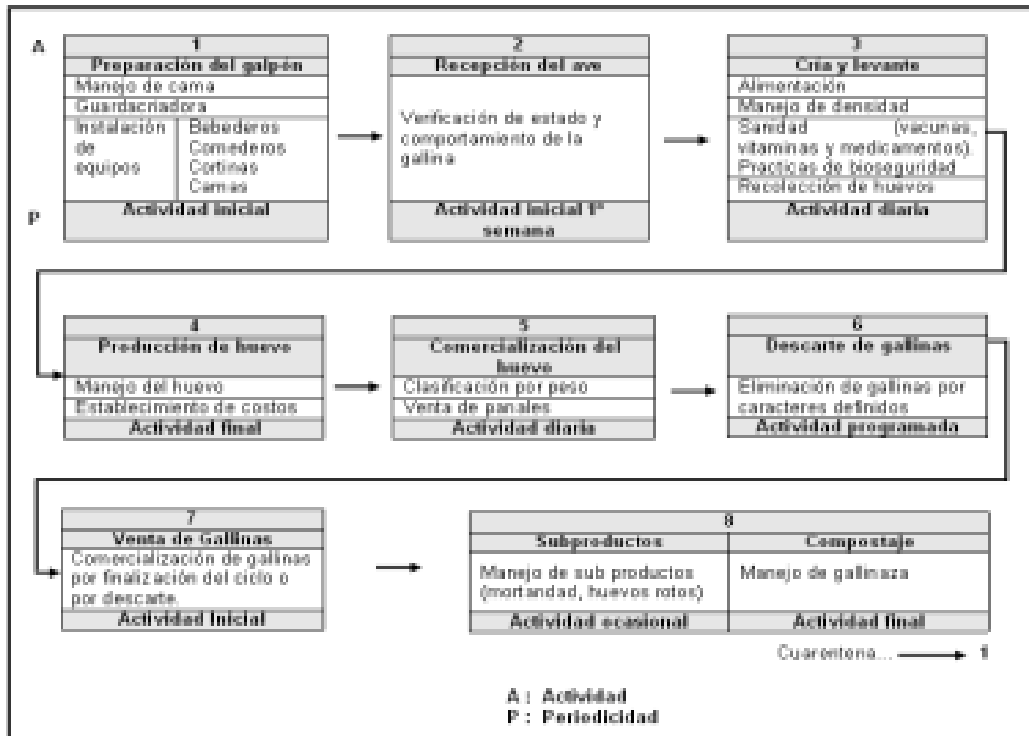 A
1
Preparación del galpón
Manejo de cama
Guardacriadora
Instalación de equipos
Bebederos
Comederos
Cortinas
Camas
P
Actividad inicial
2
Recepción del ave
Verificación de estado y
comportamiento de la
gallina
Actividad inicial 1ª
semana
3
Cría y levante
Alimentación
Manejo de densidad
Sanidad (vacunas,
vitaminas y medicamentos).
Practicas de bioseguridad
Recolección de huevos
Actividad diaria
4
Producción de huevo
Manejo del huevo
Establecimiento de costos
Actividad final
5
Comercialización del
huevo
Clasificación por peso
Venta de panales
Actividad diaria
6
Descarte de gallinas
Eliminación de gallinas por
caracteres definidos
Actividad programada
7
Venta de Gallinas
Comercialización de gallinas
por finalización del ciclo o
por descarte.
Actividad Inicial
8
Subproductos
Manejo de sub productos
(mortandad, huevos rotos)
Actividad ocasional
Compostaje
Manejo de gallinaza
Actividad final
Cuarentena... 1
A : Actividad
P : Periodicidad